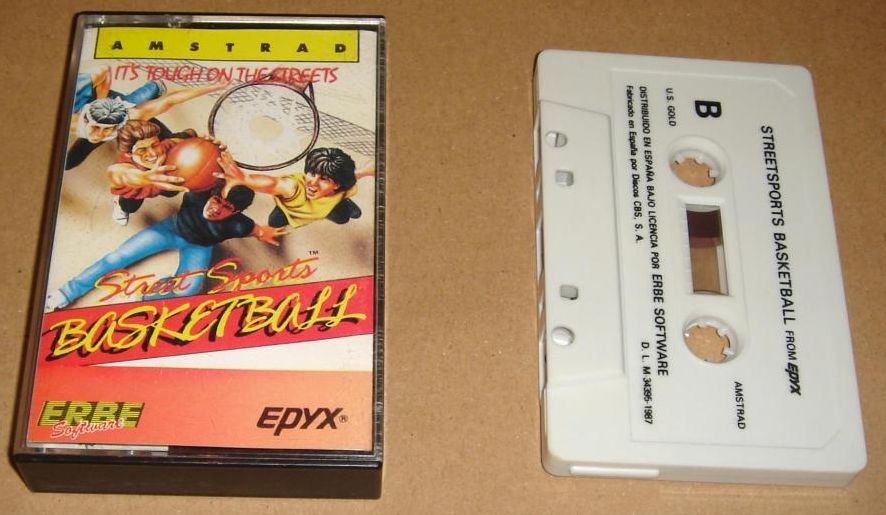 AMSTRAD
IT'S TOUGH ON THE STREETS
TM
Street Sports
BASKETBALL
ERBE
Software
EPYX®
STREETSPORTS BASKETBALL FROM EPYX
B
AMSTRAD
U.S. GOLD
DISTRIBUIDO EN ESPAÑA BAJO LICENCIA POR ERBE SOFTWARE
Fabricado en España por Discos CBS, S. A.
D. L. M 34395-1987